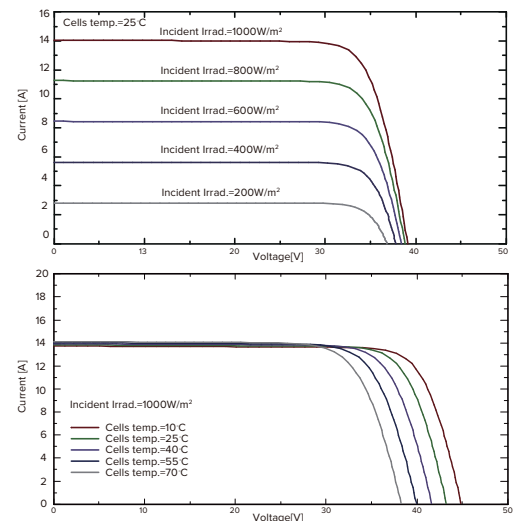 16
Cells temp.=25°C
Incident Irrad.=1000W/m²
14
12
Incident Irrad.=800W/m²
10
Current [A]
Incident Irrad.=600W/m²
8
6
Incident Irrad.=400W/m²
4
Incident Irrad.=200W/m²
2
0
0 13 20 30 40 50
Voltage[V]
20
18
16
14
12
Current [A]
10
8
6
4
2
0
Incident Irrad.=1000W/m²
Cells temp.=10°C
Cells temp.=25°C
Cells temp.=40°C
Cells temp.=55°C
Cells temp.=70°C
0 10 20 30 40 50
Voltage[V]